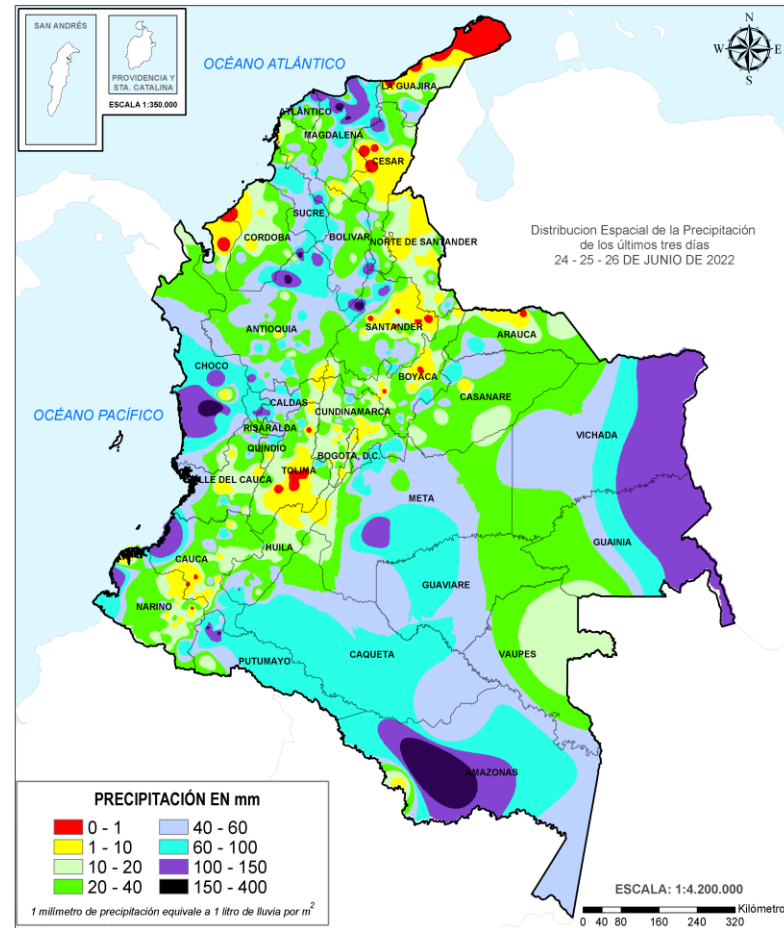 SAN ANDRÉS
PROVIDENCIA Y
STA. CATALINA
ESCALA 1:350.000
OCÉANO ATLÁNTICO
N
W
E
S
LA GUAJIRA
ATLÁNTICO
MAGDALENA
CESAR
SUCRE
CORDOBA
BOLIVAR
NORTE DE SANTANDER
Distribucion Espacial de la Precipitación
de los últimos tres días
24 - 25 - 26 DE JUNIO DE 2022
ANTIOQUIA
SANTANDER
ARAUCA
CHOCO
BOYACA
CASANARE
OCÉANO PACÍFICO
CALDAS
CUNDINAMARCA
RISARALDA
VICHADA
QUINDIO
BOGOTA, D.C.
TOLIMA
VALLE DEL CAUCA
META
GUAINIA
HUILA
CAUCA
GUAVIARE
NARINO
CAQUETA
VAUPES
PUTUMAYO
AMAZONAS
PRECIPITACIÓN EN mm
0 - 1
40 - 60
1 - 10
60 - 100
10 - 20
100 - 150
20 - 40
150 - 400
1 milímetro de precipitación equivale a 1 litro de lluvia por m²
ESCALA: 1:4.200.000
Kilómetro
0 40 80 160 240 320